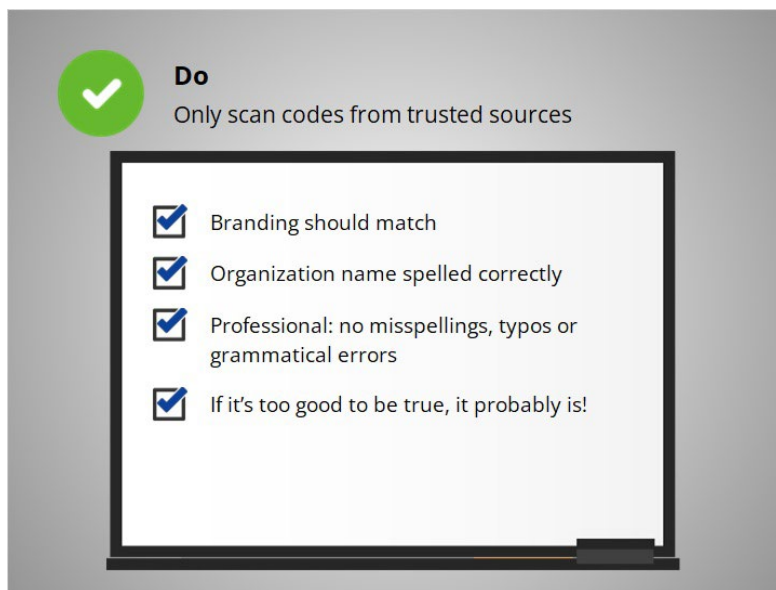 Do
Only scan codes from trusted sources
Branding should match
Organization name spelled correctly
Professional: no misspellings, typos or
grammatical errors
If it’s too good to be true, it probably is!